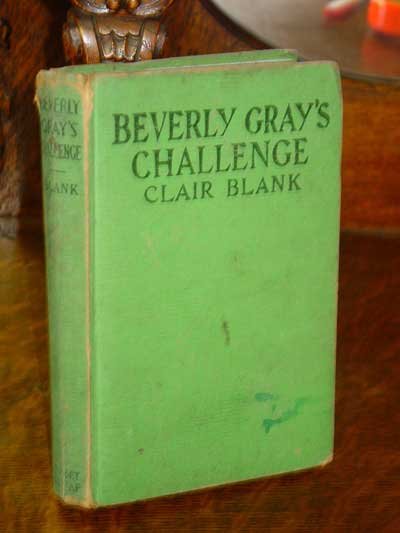 BEVERLY
GRAY'S
CHALLENGE
BLANK
BEVERLY GRAY'S
CHALLENGE
CLAIR BLANK